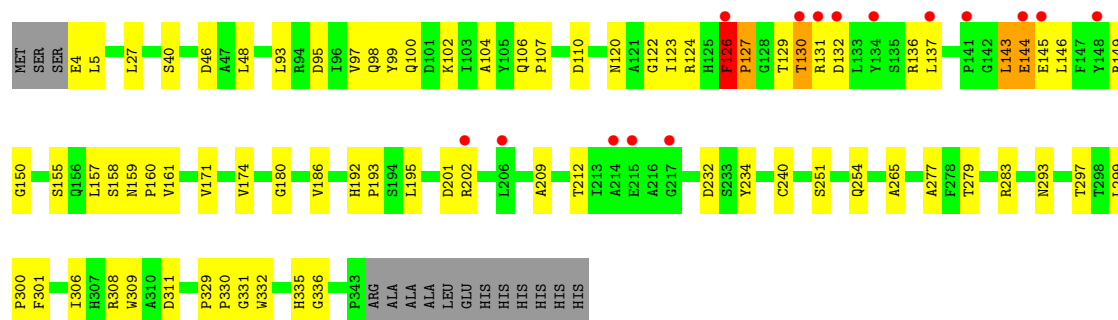 MET SER SER E4 L5 L27 S40 D46 A47 L48 L93 R94 D95 I96 V97 Q98 Y99 Q100 D101 K102 I103 A104 Y105 Q106 P107 D110 N120 A121 G122 I123 R124 H125 F126 P127 G128 T129 T130 R131 D132 L133 Y134 S135 R136 L137 P141 G142 L143 E144 E145 L146 F147 Y148
G150 S155 Q156 L157 S158 N159 P160 V161 V171 V174 G180 V186 H192 P193 S194 L195 D201 R202 L206 A209 T212 I213 A214 E215 A216 G217 D232 S233 Y234 C240 S251 Q254 A265 A277 F278 T279 R283 N293 T297 T298
P300 F301 I306 H307 R308 W309 A310 D311 P329 P330 G331 W332 H335 G336 P343 ARG ALA ALA ALA LEU GLU HIS HIS HIS HIS HIS HIS